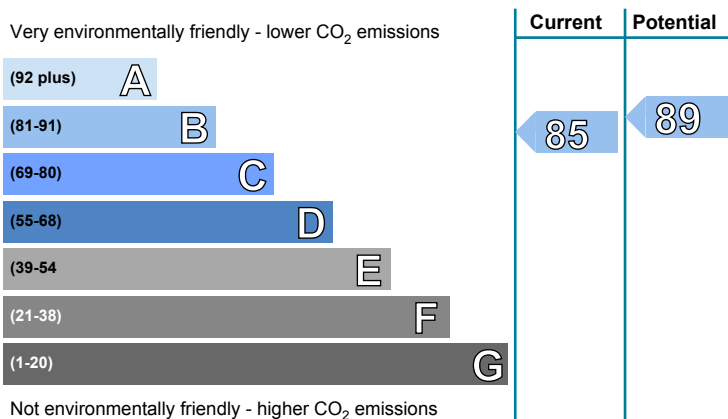 Current Potential
Very environmentally friendly - lower CO2 emissions
(92 plus) A
(81-91) B
85 89
(69-80) C
(55-68) D
(39-54 E
(21-38) F
(1-20) G
Not environmentally friendly - higher CO2 emissions